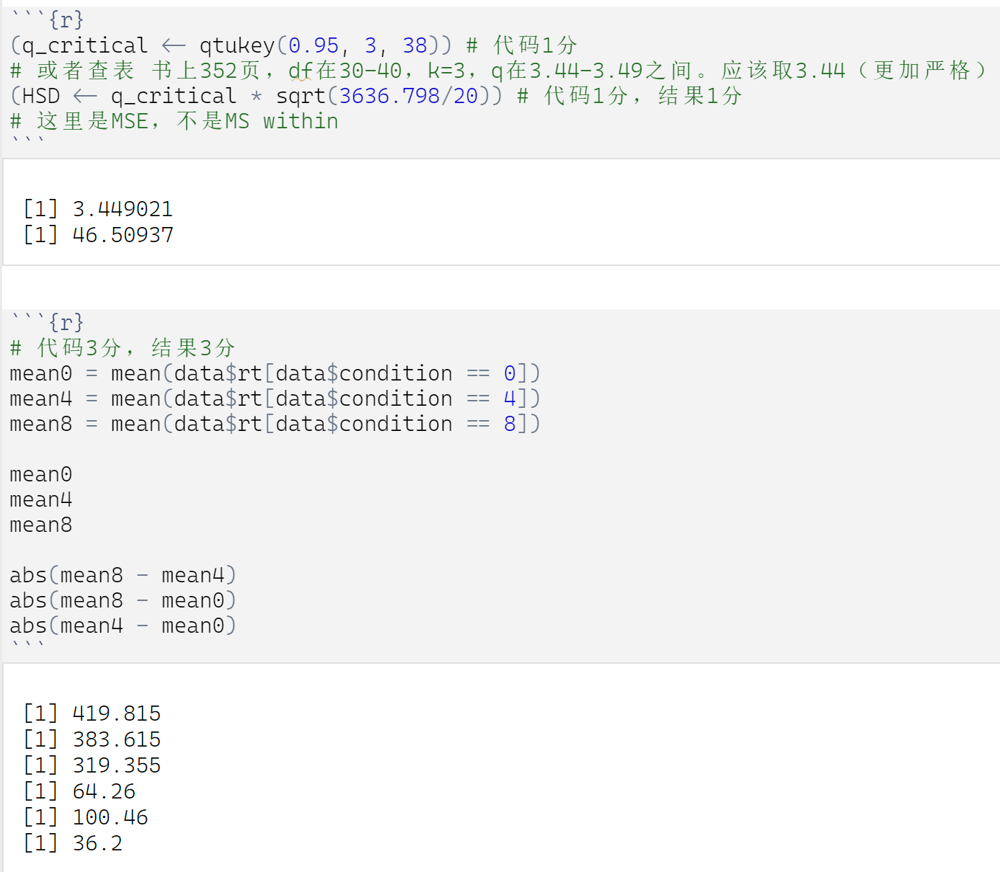 ```{r}
(q_critical <- qtukey(0.95, 3, 38)) # 代码1分
# 或者查表 书上352页，df在30-40，k=3，q在3.44-3.49之间。应该取3.44（更加严格）
(HSD <- q_critical * sqrt(3636.798/20)) # 代码1分，结果1分
# 这里是MSE，不是MS within
```
[1] 3.449021
[1] 46.50937
```{r}
# 代码3分，结果3分
mean0 = mean(data$rt[data$condition == 0])
mean4 = mean(data$rt[data$condition == 4])
mean8 = mean(data$rt[data$condition == 8])
mean0
mean4
mean8
abs(mean8 - mean4)
abs(mean8 - mean0)
abs(mean4 - mean0)
```
[1] 419.815
[1] 383.615
[1] 319.355
[1] 64.26
[1] 100.46
[1] 36.2